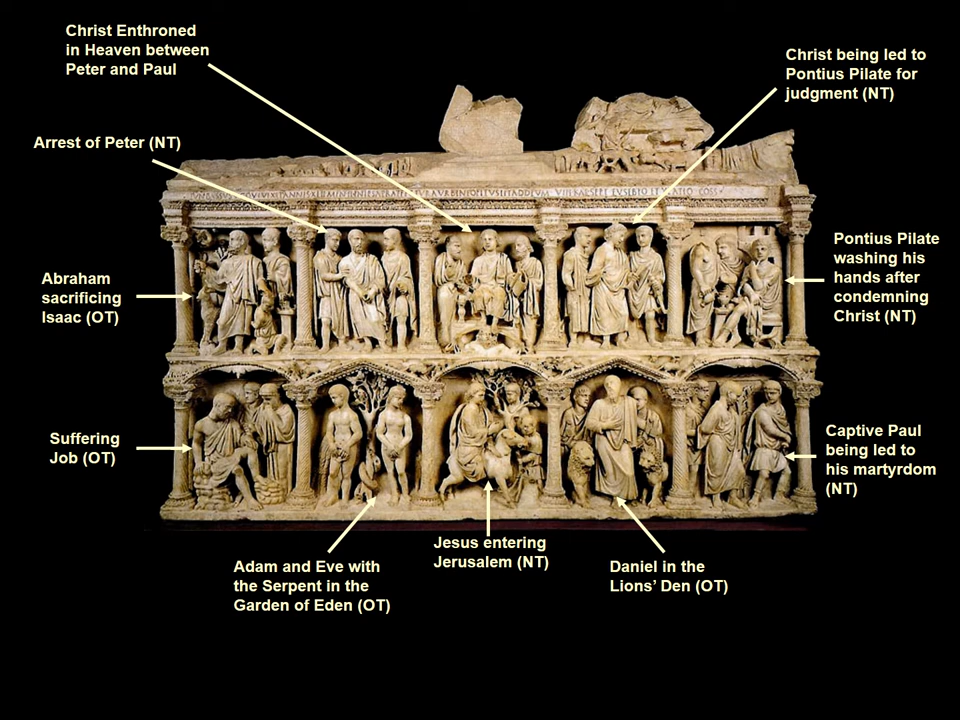 Christ Enthroned
in Heaven between
Peter and Paul
Christ being led to
Pontius Pilate for
judgment (NT)
Arrest of Peter (NT)
Abraham
sacrificing
Isaac (OT)
Pontius Pilate
washing his
hands after
condemning
Christ (NT)
Suffering
Job (OT)
Captive Paul
being led to
his martyrdom
(NT)
Adam and Eve with
the Serpent in the
Garden of Eden (OT)
Jesus entering
Jerusalem (NT)
Daniel in the
Lions’ Den (OT)